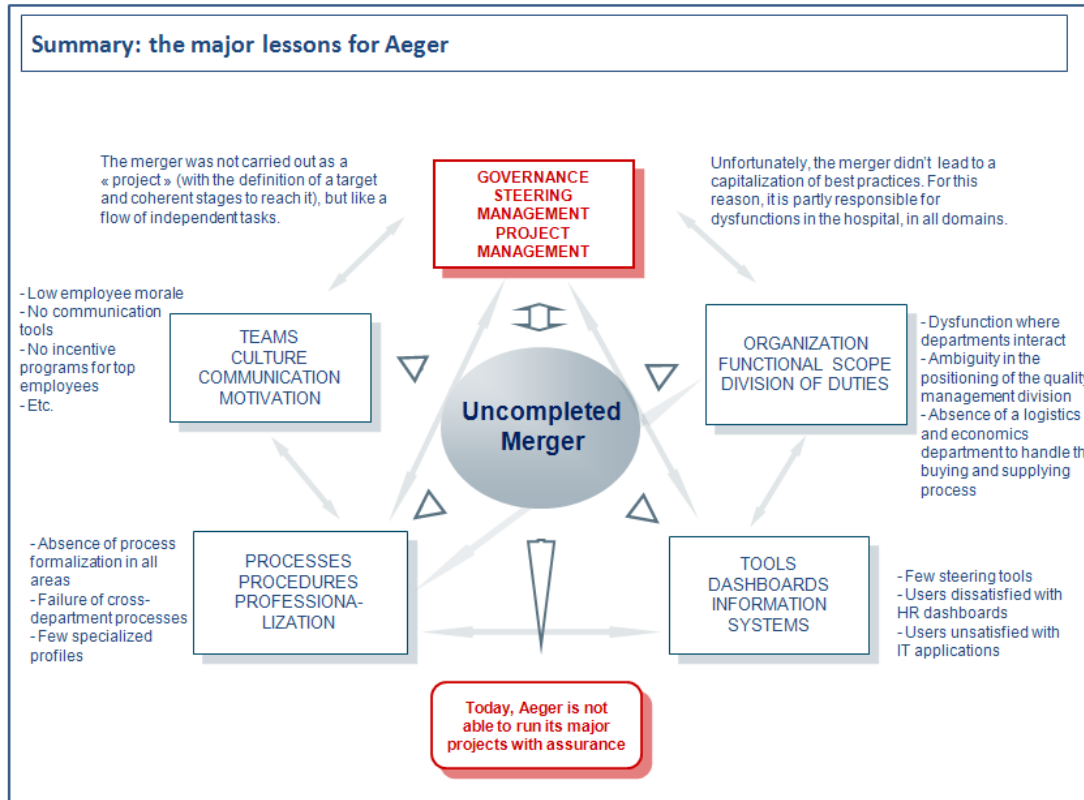 Summary: the major lessons for Aeger
The merger was not carried out as a
« project » (with the definition of a target
and coherent stages to reach it), but like a
flow of independent tasks.
GOVERNANCE
STEERING
MANAGEMENT
PROJECT
MANAGEMENT
Unfortunately, the merger didn't lead to a
capitalization of best practices. For this
reason, it is partly responsible for
dysfunctions in the hospital, in all domains.
- Low employee morale
- No communication
tools
- No incentive
programs for top
employees
- Etc.
TEAMS
CULTURE
COMMUNICATION
MOTIVATION
Uncompleted
Merger
ORGANIZATION
FUNCTIONAL SCOPE
DIVISION OF DUTIES
- Dysfunction where
departments interact
- Ambiguity in the
positioning of the quality
management division
- Absence of a logistics
and economics
department to handle th
buying and supplying
process
- Absence of process
formalization in all
areas
- Failure of cross-
department processes
- Few specialized
profiles
PROCESSES
PROCEDURES
PROFESSIONA-
LIZATION
TOOLS
DASHBOARDS
INFORMATION
SYSTEMS
- Few steering tools
- Users dissatisfied with
HR dashboards
- Users unsatisfied with
IT applications
Today, Aeger is not
able to run its major
projects with assurance